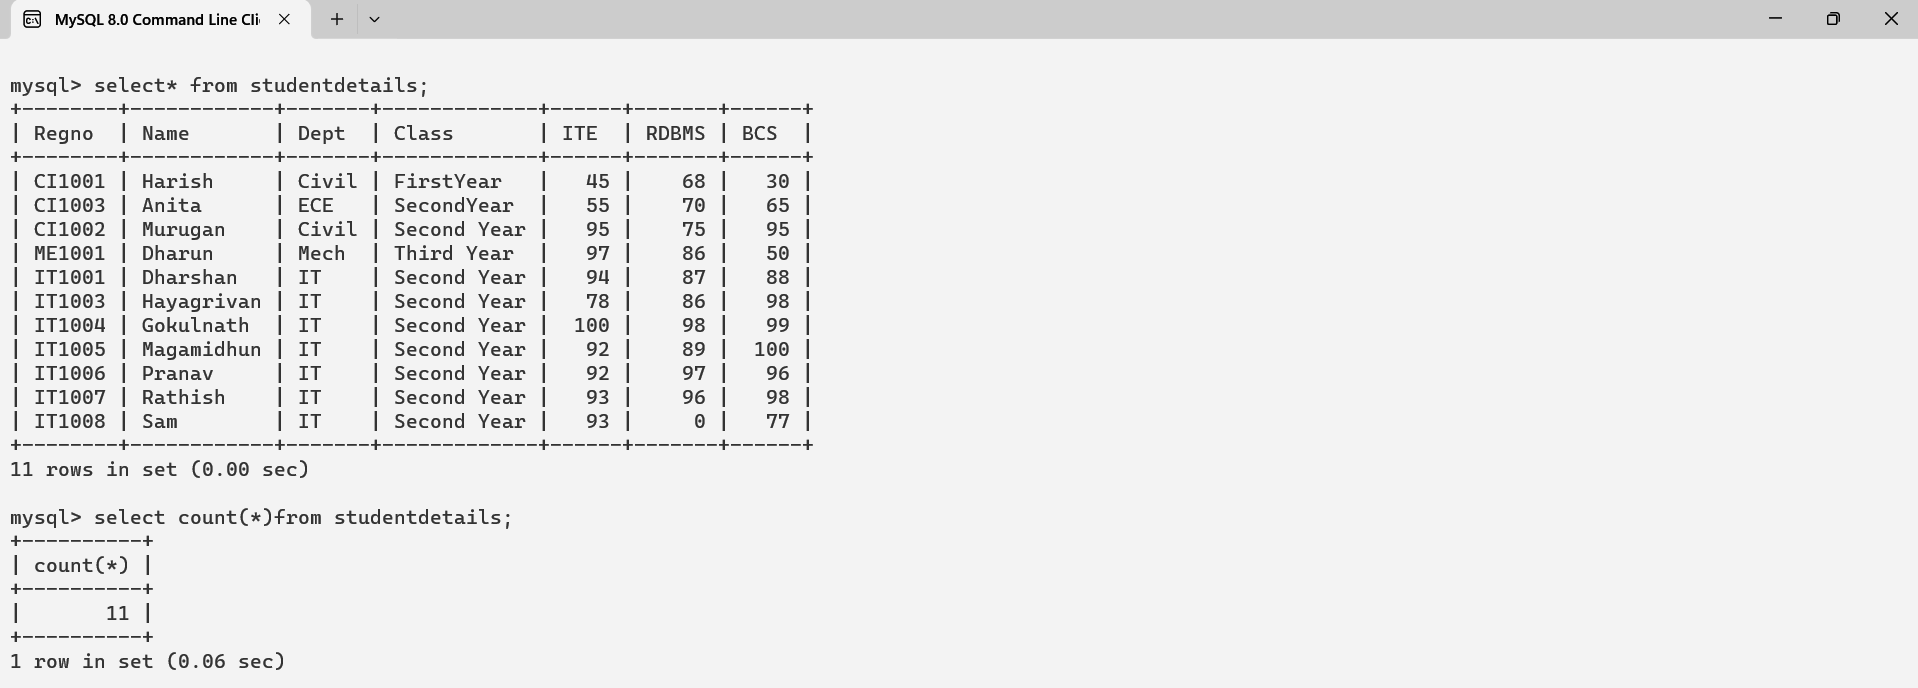 MySQL 8.0 Command Line Cli
mysql> select* from studentdetails;
+--------+------------+-------+-------------+------+-------+------+
| Regno  | Name       | Dept  | Class       | ITE  | RDBMS | BCS  |
+--------+------------+-------+-------------+------+-------+------+
| CI1001 | Harish     | Civil | FirstYear   |   45 |    68 |   30 |
| CI1003 | Anita      | ECE   | SecondYear  |   55 |    70 |   65 |
| CI1002 | Murugan    | Civil | Second Year |   95 |    75 |   95 |
| ME1001 | Dharun     | Mech  | Third Year  |   97 |    86 |   50 |
| IT1001 | Dharshan   | IT    | Second Year |   94 |    87 |   88 |
| IT1003 | Hayagrivan | IT    | Second Year |   78 |    86 |   98 |
| IT1004 | Gokulnath  | IT    | Second Year |  100 |    98 |   99 |
| IT1005 | Magamidhun | IT    | Second Year |   92 |    89 |  100 |
| IT1006 | Pranav     | IT    | Second Year |   92 |    97 |   96 |
| IT1007 | Rathish    | IT    | Second Year |   93 |    96 |   98 |
| IT1008 | Sam        | IT    | Second Year |   93 |     0 |   77 |
+--------+------------+-------+-------------+------+-------+------+
11 rows in set (0.00 sec)
mysql> select count(*)from studentdetails;
+----------+
| count(*) |
+----------+
|       11 |
+----------+
1 row in set (0.06 sec)